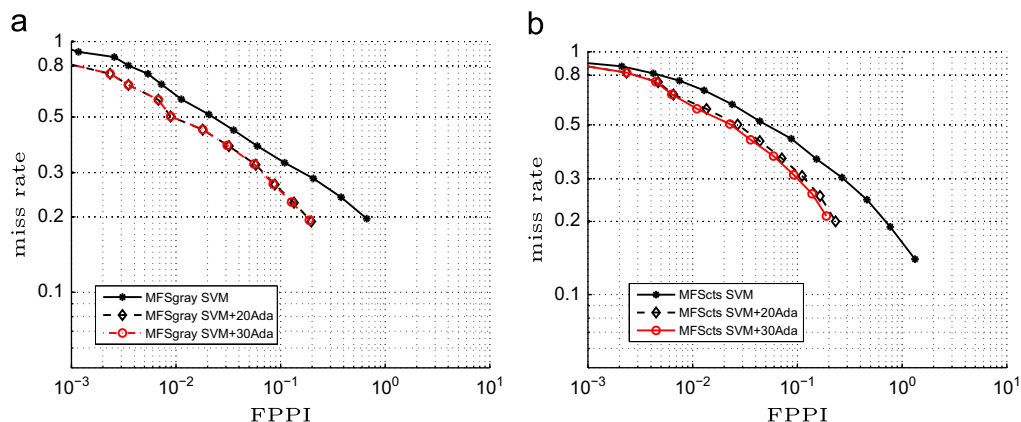 a
1
0.8
0.5
0.3
0.2
0.1
miss rate
10^-3
10^-2
10^-1
10^0
10^1
FPPI
MFSgray SVM
MFSgray SVM+20Ada
MFSgray SVM+30Ada
b
1
0.8
0.5
0.3
0.2
0.1
miss rate
10^-3
10^-2
10^-1
10^0
10^1
FPPI
MFScts SVM
MFScts SVM+20Ada
MFScts SVM+30Ada